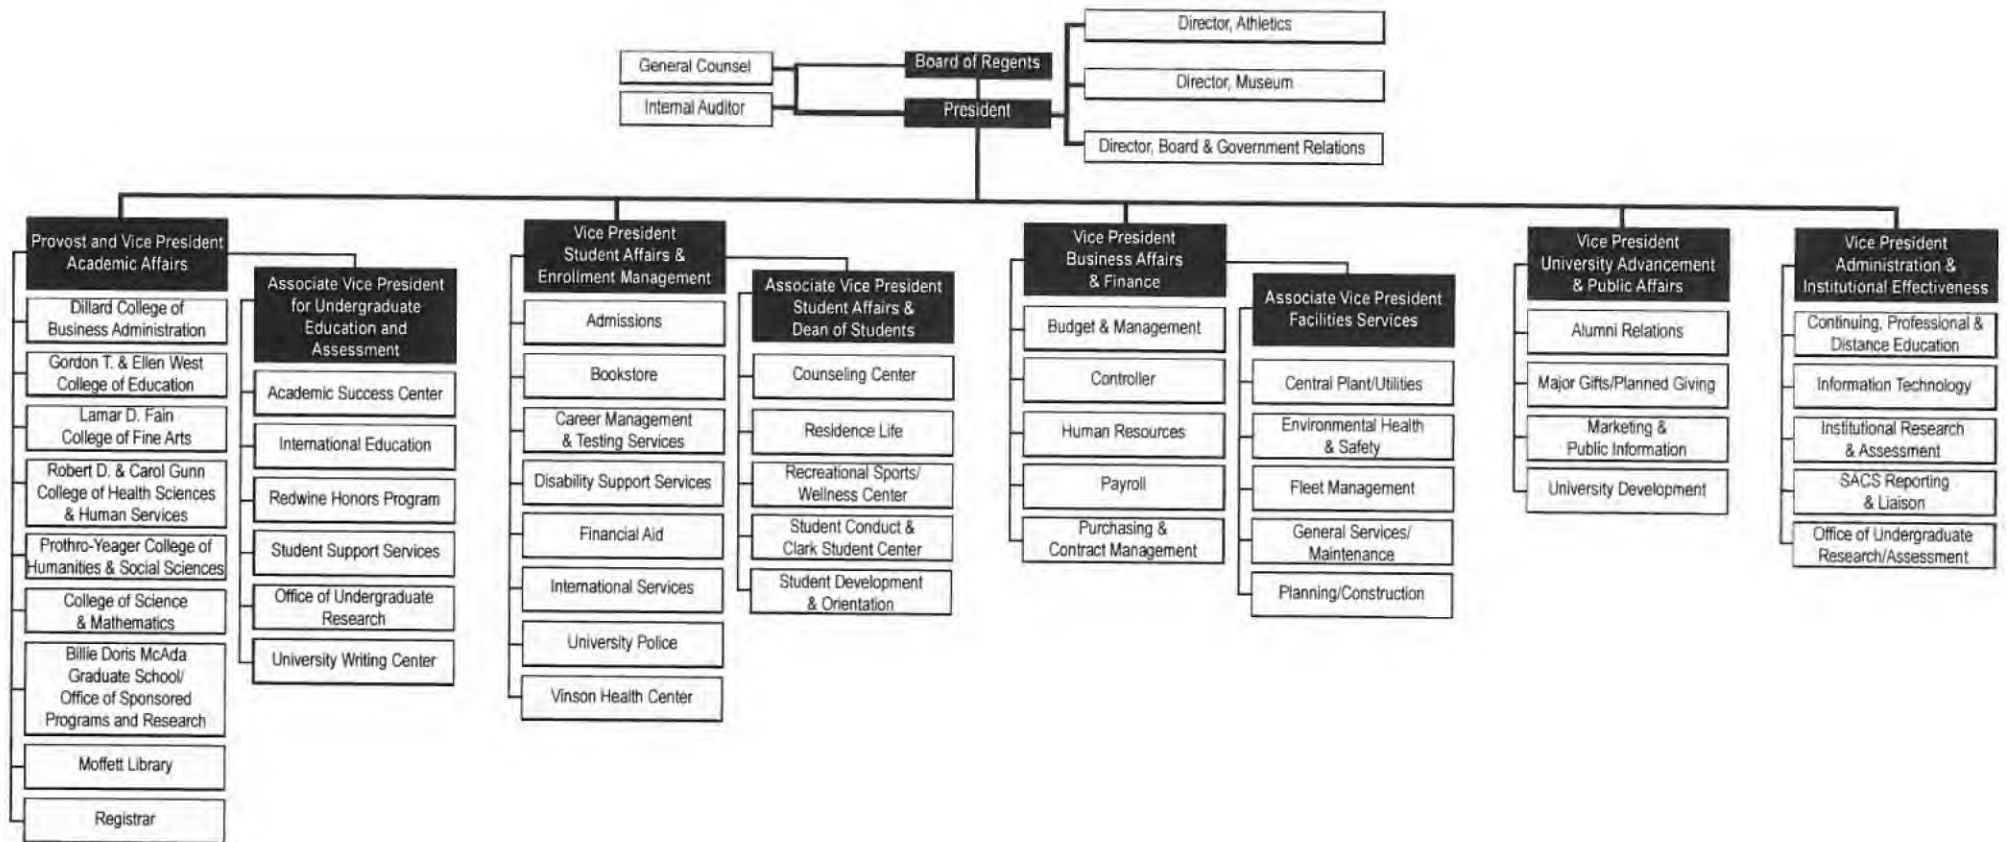 Director, Athletics
General Counsel
Board of Regents
Internal Auditor
President
Director, Museum
Director, Board & Government Relations
Provost and Vice President
Academic Affairs
Dillard College of
Business Administration
Gordon T. & Ellen West
College of Education
Lamar D. Fain
College of Fine Arts
Robert D. & Carol Gunn
College of Health Sciences
& Human Services
Prothro-Yeager College of
Humanities & Social Sciences
College of Science
& Mathematics
Billie Doris McAda
Graduate School/
Office of Sponsored
Programs and Research
Moffett Library
Registrar
Associate Vice President
for Undergraduate
Education and
Assessment
Academic Success Center
International Education
Redwine Honors Program
Student Support Services
Office of Undergraduate
Research
University Writing Center
Vice President
Student Affairs &
Enrollment Management
Admissions
Bookstore
Career Management
& Testing Services
Disability Support Services
Financial Aid
International Services
University Police
Vinson Health Center
Associate Vice President
Student Affairs &
Dean of Students
Counseling Center
Residence Life
Recreational Sports/
Wellness Center
Student Conduct &
Clark Student Center
Student Development
& Orientation
Vice President
Business Affairs
& Finance
Budget & Management
Controller
Human Resources
Payroll
Purchasing &
Contract Management
Associate Vice President
Facilities Services
Central Plant/Utilities
Environmental Health
& Safety
Fleet Management
General Services/
Maintenance
Planning/Construction
Vice President
University Advancement
& Public Affairs
Alumni Relations
Major Gifts/Planned Giving
Marketing &
Public Information
University Development
Vice President
Administration &
Institutional Effectiveness
Continuing, Professional &
Distance Education
Information Technology
Institutional Research
& Assessment
SACS Reporting
& Liaison
Office of Undergraduate
Research/Assessment